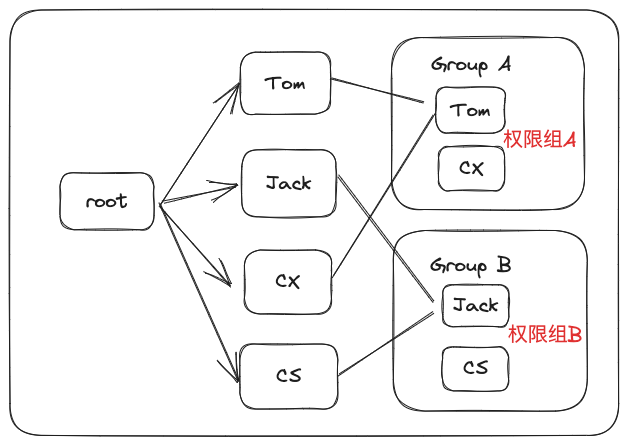 root
Tom
Jack
CX
CS
Group A
Tom
权限组A
CX
Group B
Jack
权限组B
CS